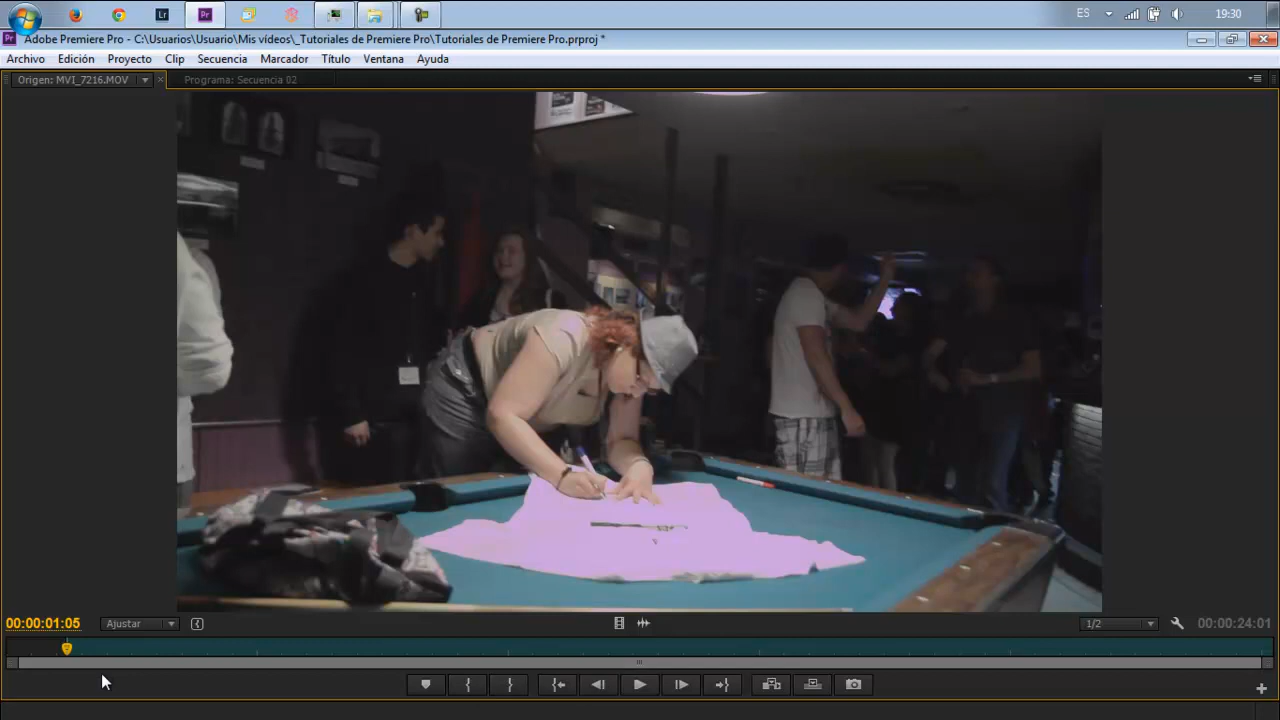 ES 19:30
Adobe Premiere Pro - C:\Usuarios\Usuario\Mis vídeos\_Tutoriales de Premiere Pro\Tutoriales de Premiere Pro.prproj *
Archivo Edición Proyecto Clip Secuencia Marcador Título Ventana Ayuda
Origen: MVI_7216.MOV Programa: Secuencia 02
00:00:01:05 Ajustar 1/2 00:00:24:01